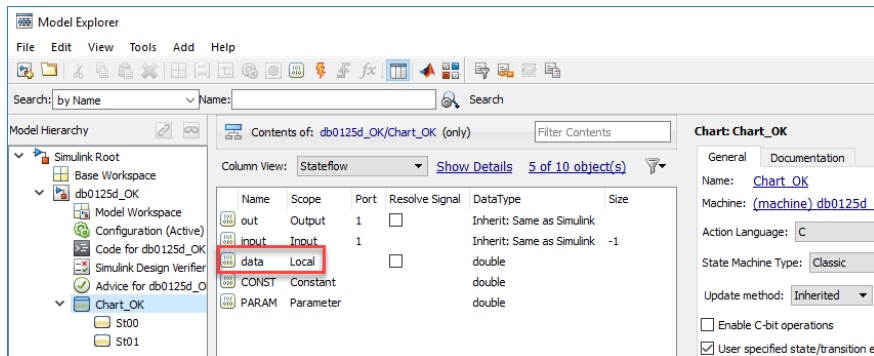 Model Explorer
File Edit View Tools Add Help
fx
Search: by Name Name: Search
Model Hierarchy
Simulink Root
Base Workspace
db0125d_OK
Model Workspace
Configuration (Active)
Code for db0125d_OK
Simulink Design Verifier
Advice for db0125d_O
Chart_OK
St00
St01
Contents of: db0125d_OK/Chart_OK (only) Filter Contents
Column View: Stateflow Show Details 5 of 10 object(s)
Name Scope Port Resolve Signal DataType Size
out Output 1 Inherit: Same as Simulink
input Input 1 Inherit: Same as Simulink -1
data Local double
CONST Constant double
PARAM Parameter double
Chart: Chart_OK
General Documentation
Name: Chart_OK
Machine: (machine) db0125d
Action Language: C
State Machine Type: Classic
Update method: Inherited
Enable C-bit operations
User specified state/transition e